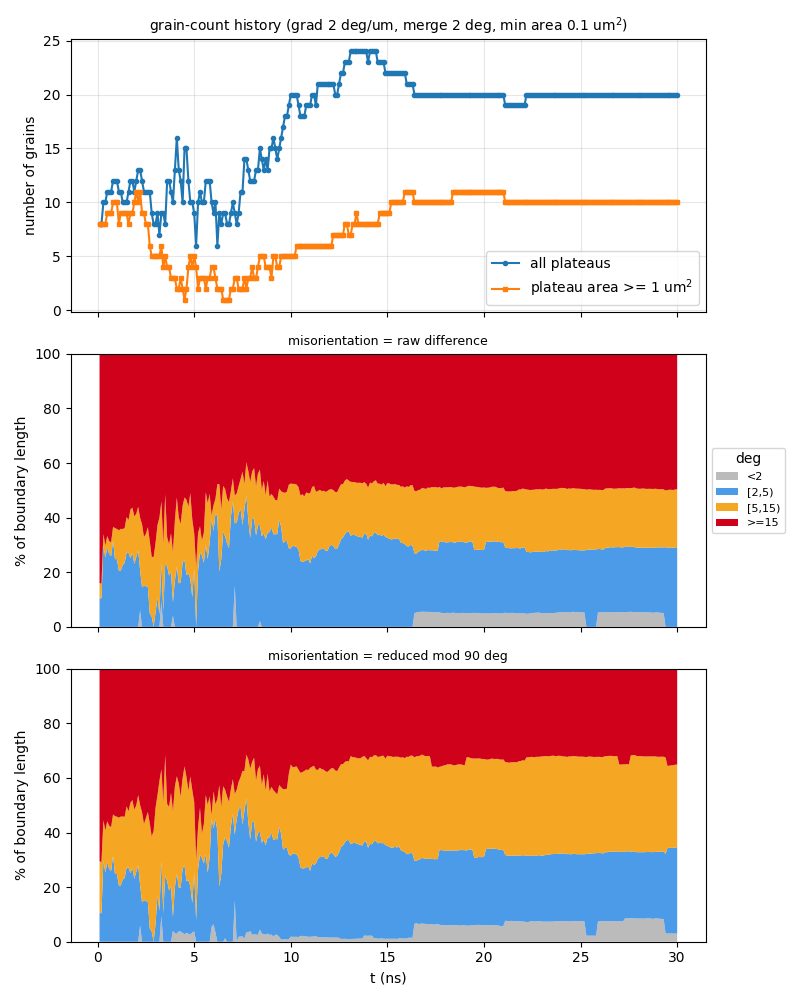 grain-count history (grad 2 deg/um, merge 2 deg, min area 0.1 um²)
25
20
15
10
5
0
number of grains
all plateaus
plateau area >= 1 um²
misorientation = raw difference
100
80
60
40
20
0
% of boundary length
deg
<2
[2,5)
[5,15)
>=15
misorientation = reduced mod 90 deg
100
80
60
40
20
0
% of boundary length
0 5 10 15 20 25 30
t (ns)